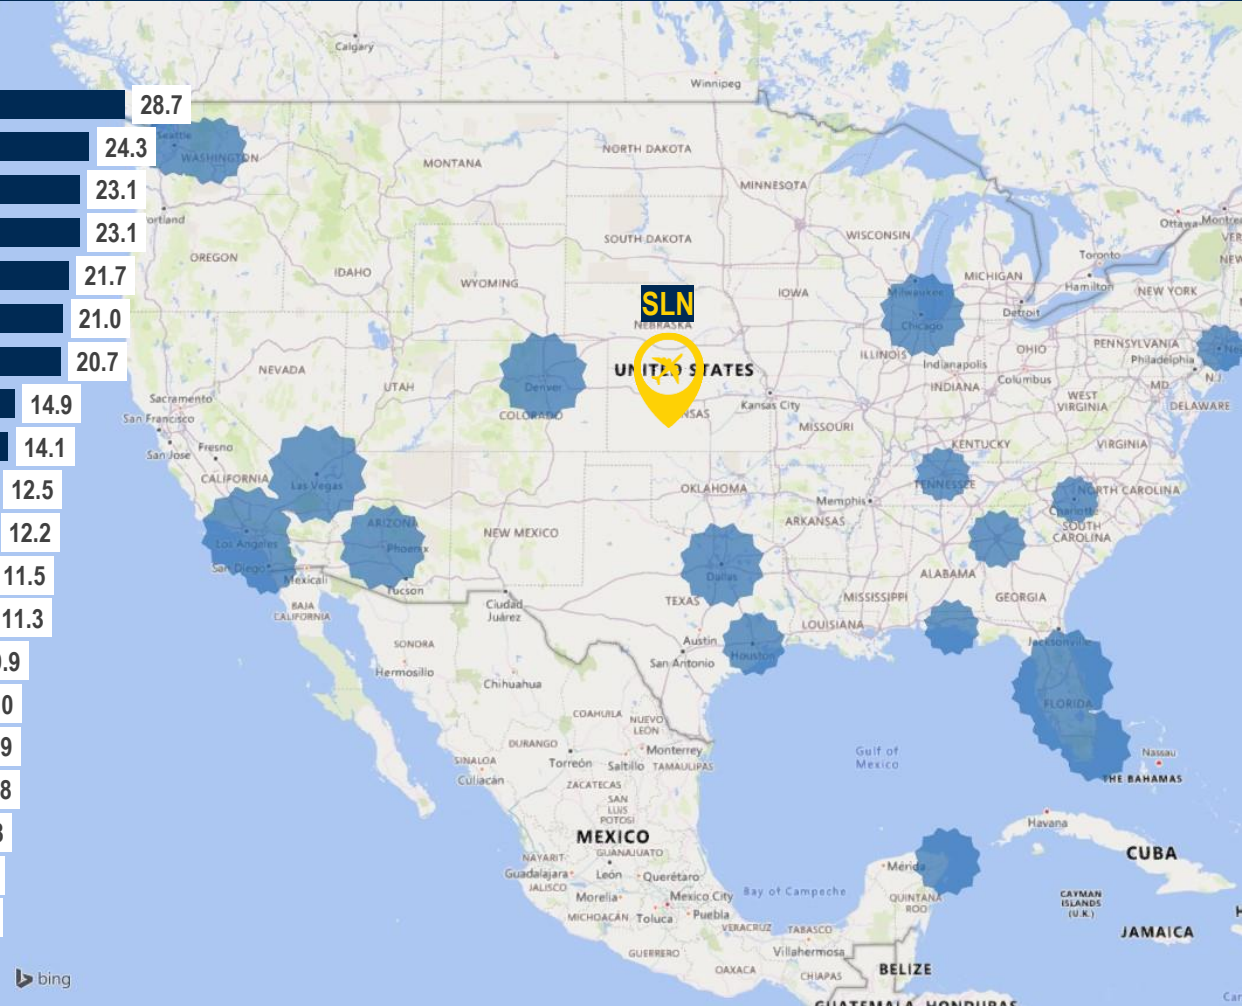 28.7
24.3
23.1
23.1
21.7
21.0
20.7
14.9
14.1
12.5
12.2
11.5
11.3
Calgary
Winnipeg
Seattle
WASHINGTON
MONTANA
NORTH DAKOTA
MINNESOTA
Ottawa
SOUTH DAKOTA
WISCONSIN
OREGON
IDAHO
WYOMING
Toronto
MICHIGAN
Hamilton
NEW YORK
Milwaukee
IOWA
Detroit
Chicago
SLN
NEBRASKA
ILLINOIS
Indianapolis
OHIO
PENNSYLVANIA
Philadelphia
NEVADA
UTAH
Denver
UNITED STATES
INDIANA
Columbus
MD
N.J.
COLORADO
Kansas City
WEST
VIRGINIA
DELAWARE
Sacramento
San Francisco
MISSOURI
San Jose
Fresno
KENTUCKY
VIRGINIA
CALIFORNIA
Las Vegas
OKLAHOMA
Memphis
TENNESSEE
NORTH CAROLINA
Charlotte
ARIZONA
NEW MEXICO
ARKANSAS
SOUTH
CAROLINA
Los Angeles
Phoenix
San Diego
Mexicali
Tucson
Dallas
ALABAMA
BAJA
CALIFORNIA
Ciudad
Juárez
TEXAS
MISSISSIPPI
GEORGIA
LOUISIANA
SONORA
Austin
Houston
Jacksonville
Hermosillo
San Antonio
Chihuahua
FLORIDA
COAHUILA
NUEVO
LEÓN
DURANGO
Monterrey
Gulf of
Mexico
Nassau
SINALOA
Torreón
Saltillo
TAMAULIPAS
Culiacán
THE BAHAMAS
ZACATECAS
SAN
LUIS
POTOSÍ
MEXICO
Havana
CUBA
NAYARIT
GUANAJUATO
Guadalajara
León
Querétaro
Mérida
JALISCO
Morelia
Mexico City
Bay of Campeche
QUINTANA
ROO
CAYMAN
ISLANDS
(U.K.)
MICHOACÁN
Toluca
Puebla
VERACRUZ
TABASCO
JAMAICA
GUERRERO
Villahermosa
OAXACA
CHIAPAS
BELIZE
bing
GUATEMALA
HONDURAS